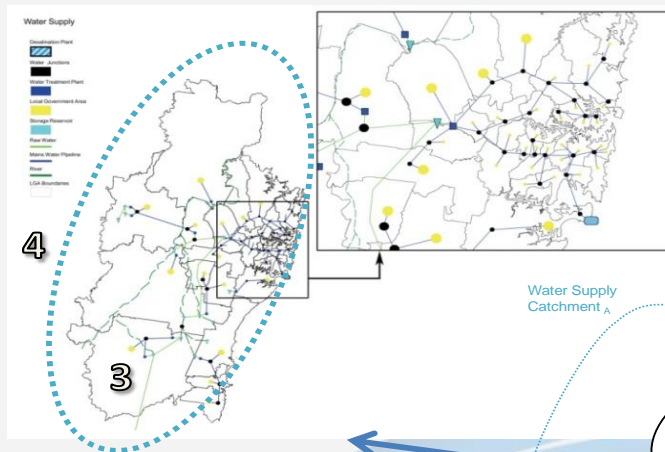 Water Supply
Desalination Plant
Water Junctions
Water Treatment Plant
Local Government Area
Storage Reservoir
Raw Water
Mains Water Pipeline
River
LGA Boundaries
4
3
Water Supply
Catchment A